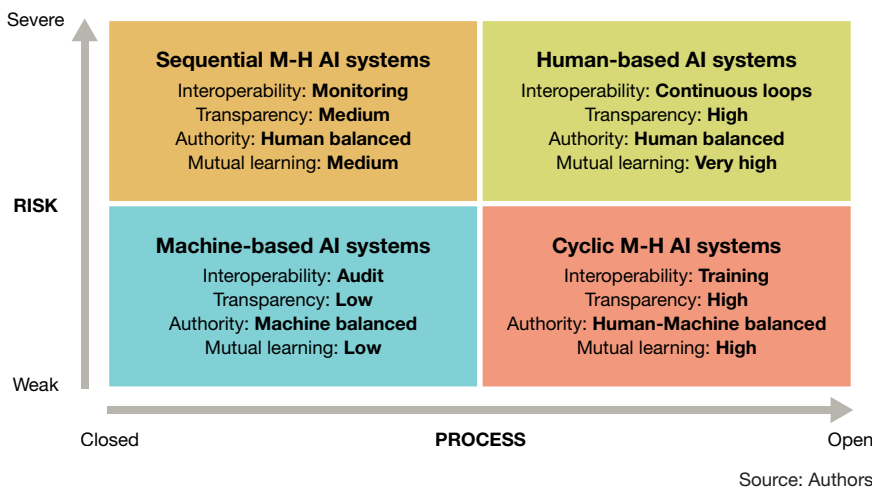 Severe
Sequential M-H AI systems
Interoperability: Monitoring
Transparency: Medium
Authority: Human balanced
Mutual learning: Medium
Human-based AI systems
Interoperability: Continuous loops
Transparency: High
Authority: Human balanced
Mutual learning: Very high
RISK
Machine-based AI systems
Interoperability: Audit
Transparency: Low
Authority: Machine balanced
Mutual learning: Low
Cyclic M-H AI systems
Interoperability: Training
Transparency: High
Authority: Human-Machine balanced
Mutual learning: High
Weak
Closed
PROCESS
Open
Source: Authors